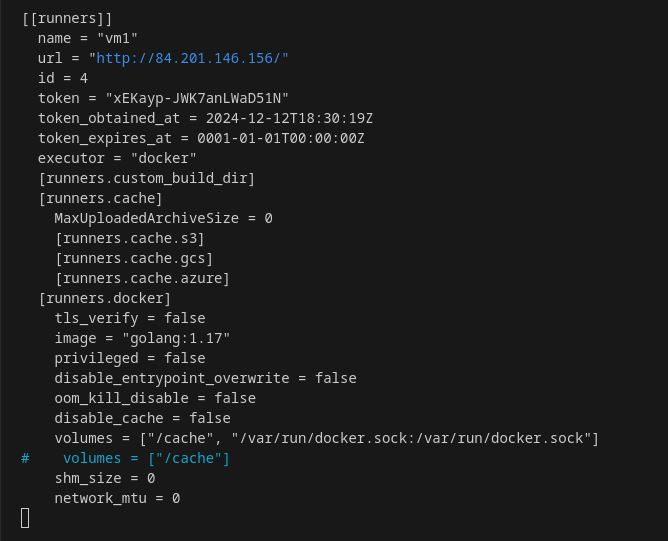 [[runners]]
  name = "vm1"
  url = "http://84.201.146.156/"
  id = 4
  token = "xEKayp-JWK7anLWaD51N"
  token_obtained_at = 2024-12-12T18:30:19Z
  token_expires_at = 0001-01-01T00:00:00Z
  executor = "docker"
  [runners.custom_build_dir]
  [runners.cache]
    MaxUploadedArchiveSize = 0
    [runners.cache.s3]
    [runners.cache.gcs]
    [runners.cache.azure]
  [runners.docker]
    tls_verify = false
    image = "golang:1.17"
    privileged = false
    disable_entrypoint_overwrite = false
    oom_kill_disable = false
    disable_cache = false
    volumes = ["/cache", "/var/run/docker.sock:/var/run/docker.sock"]
#    volumes = ["/cache"]
    shm_size = 0
    network_mtu = 0